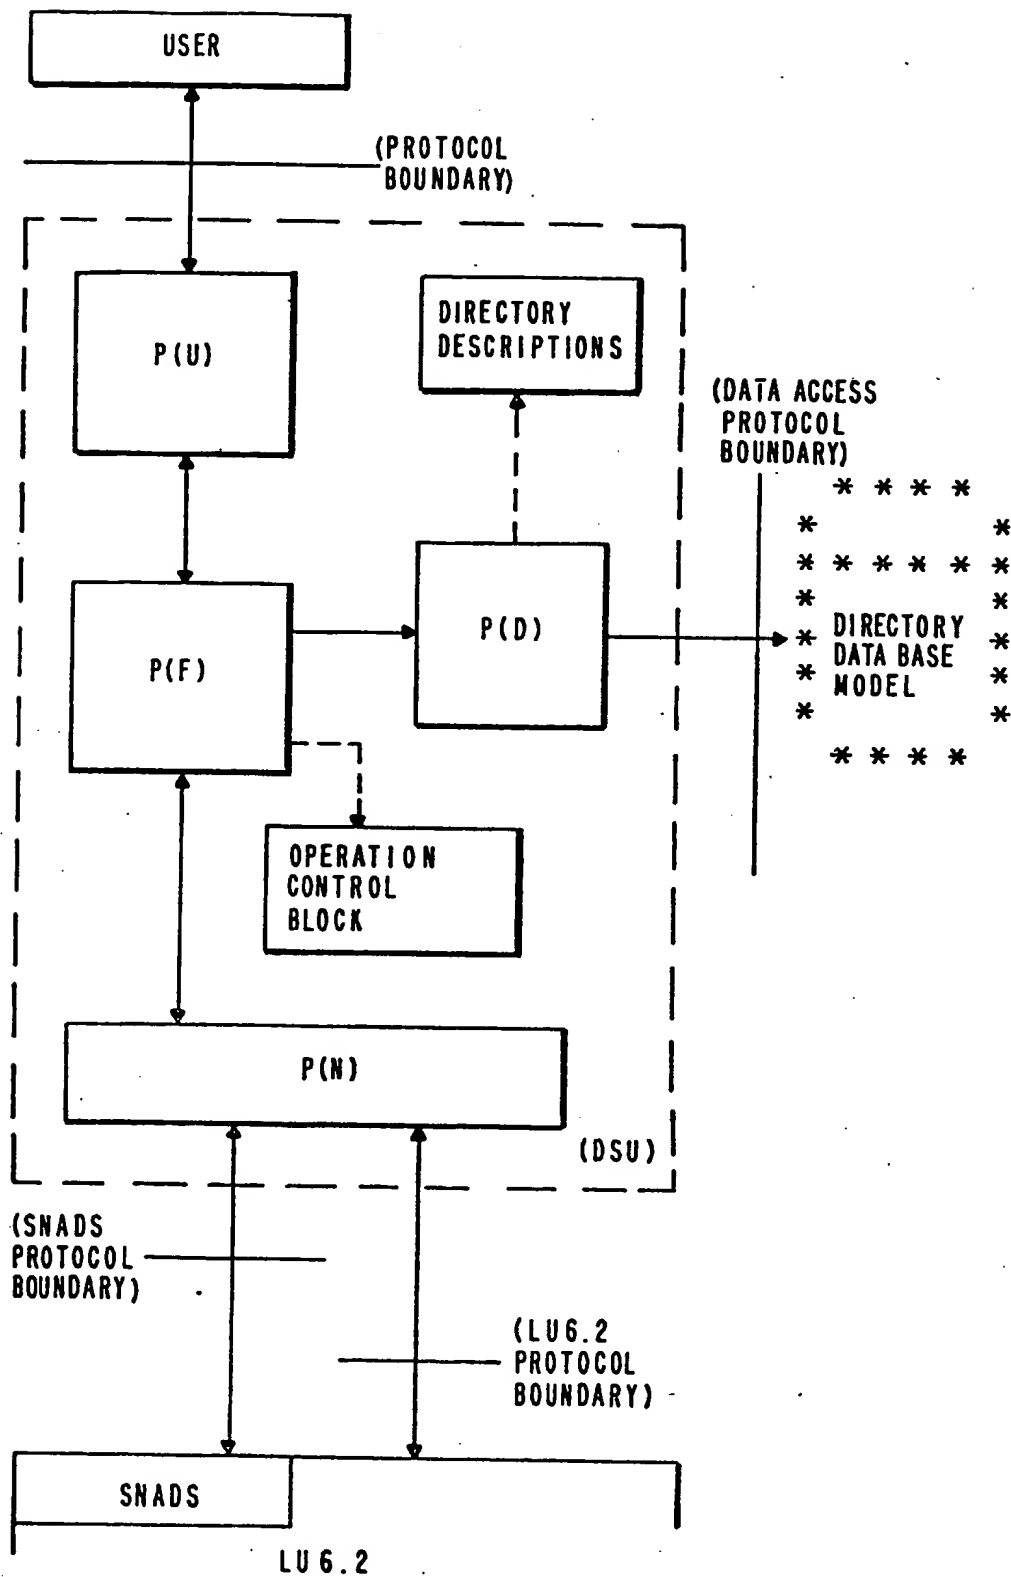 USER
(PROTOCOL
BOUNDARY)
P(U)
DIRECTORY
DESCRIPTIONS
(DATA ACCESS
PROTOCOL
BOUNDARY)
* * * *
* *
* * * * * *
* *
P(F)
P(D)
* DIRECTORY *
DATA BASE
* MODEL *
* *
* * * *
OPERATION
CONTROL
BLOCK
P(N)
(DSU)
(SNADS
PROTOCOL
BOUNDARY)
(LU6.2
PROTOCOL
BOUNDARY)
SNADS
LU6.2